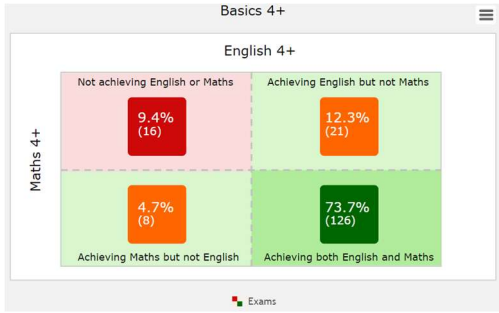 Basics 4+
English 4+
Maths 4+
Not achieving English or Maths
Achieving English but not Maths
9.4%
(16)
12.3%
(21)
4.7%
(8)
73.7%
(126)
Achieving Maths but not English
Achieving both English and Maths
Exams